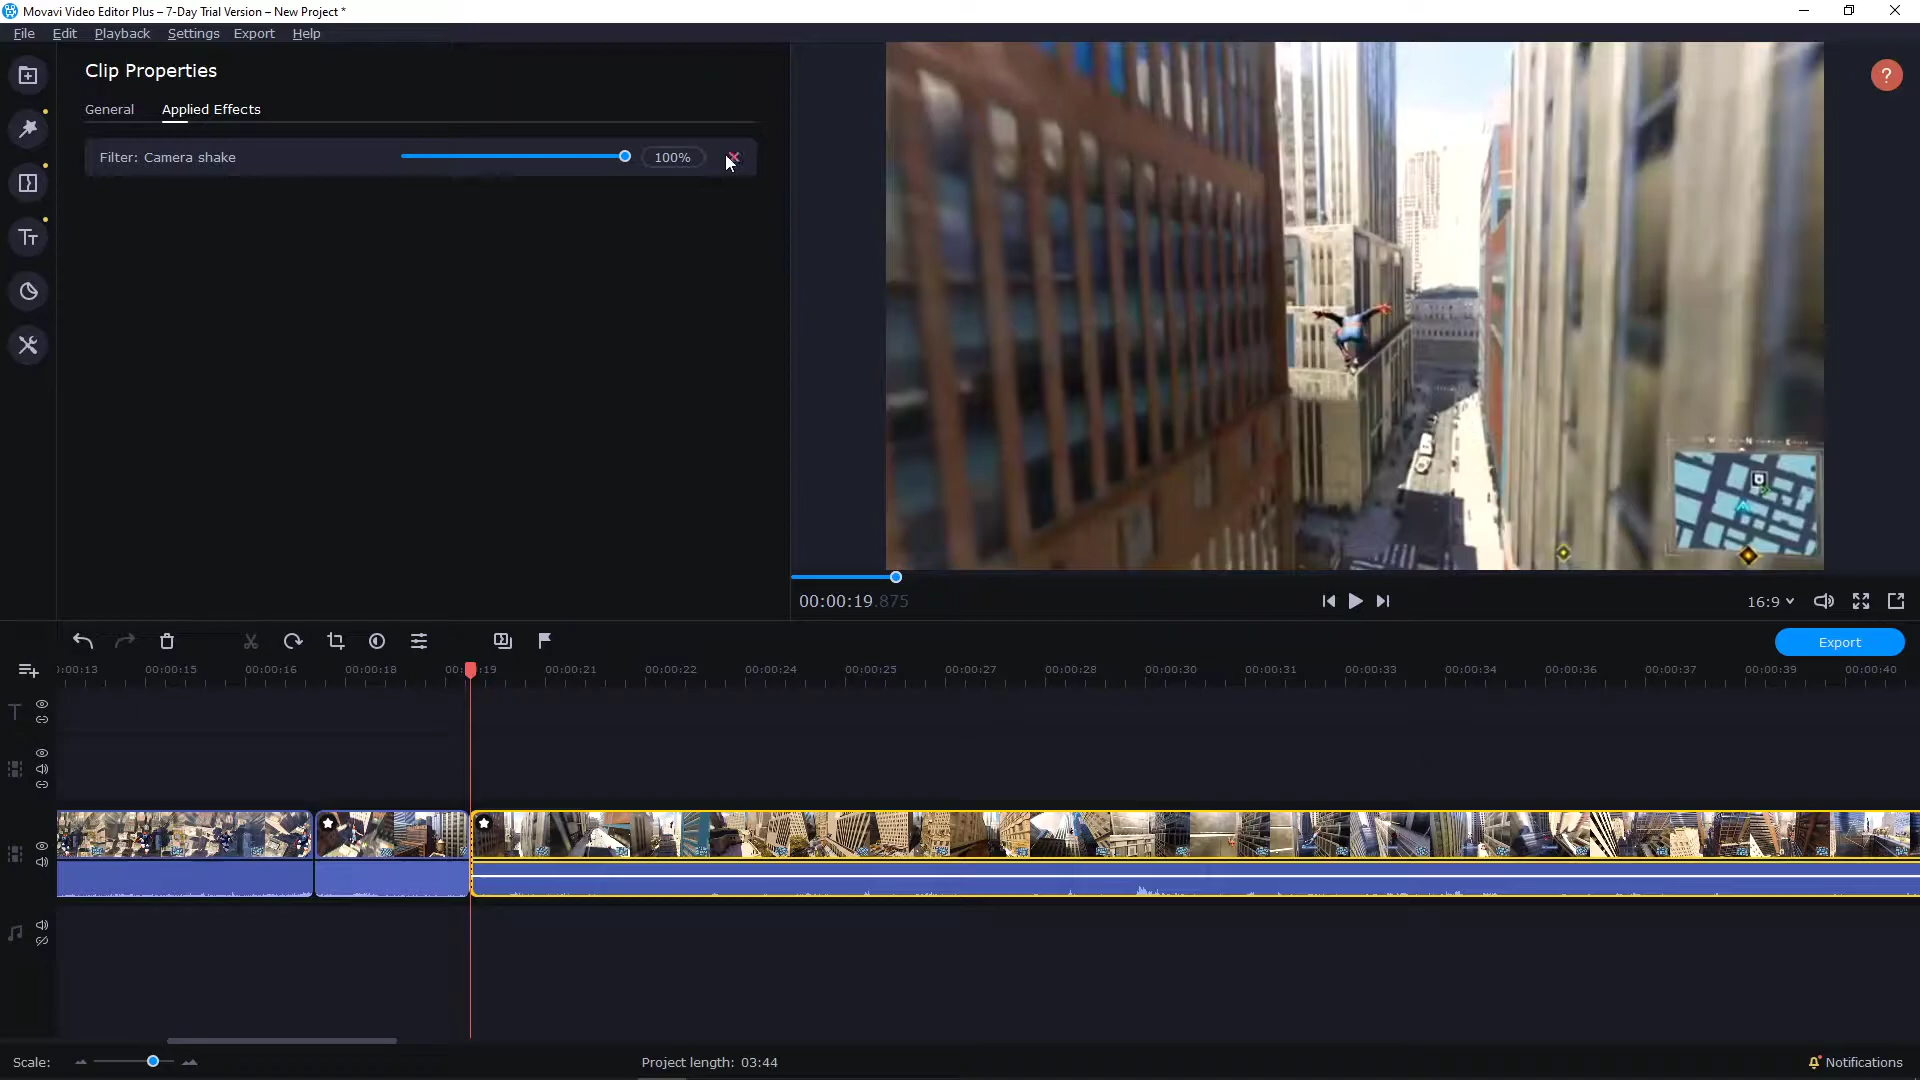 Movavi Video Editor Plus – 7-Day Trial Version – New Project *
File Edit Playback Settings Export Help
Clip Properties
General Applied Effects
Filter: Camera shake 100%
?
W N E
00:00:19.875
16:9
Export
00:00:13 00:00:15 00:00:16 00:00:18 00:00:19 00:00:21 00:00:22 00:00:24 00:00:25 00:00:27 00:00:28 00:00:30 00:00:31 00:00:33 00:00:34 00:00:36 00:00:37 00:00:39 00:00:40
Scale: Project length: 03:44 Notifications